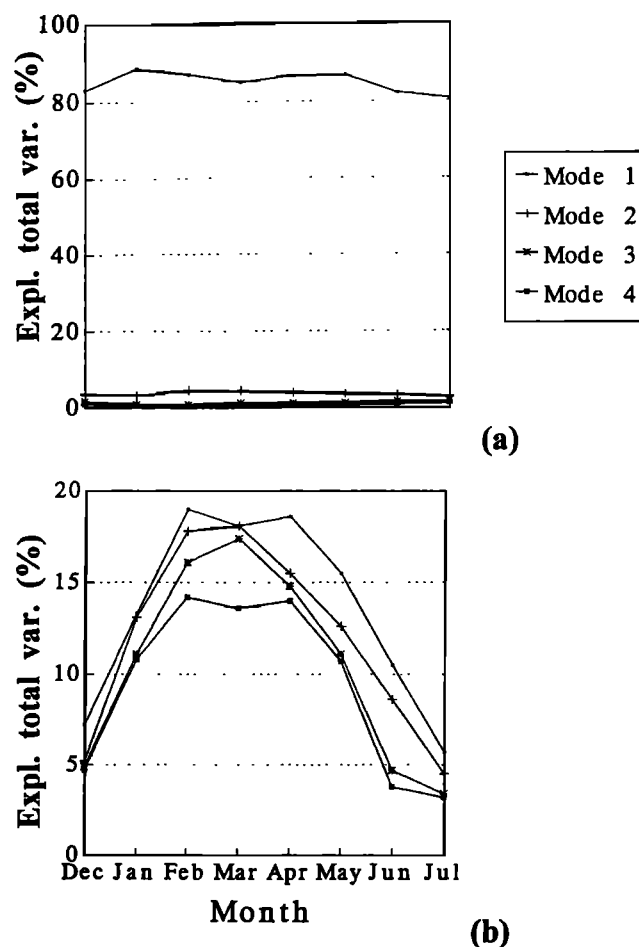 100
80
60
40
20
0
Expl. total var. (%)
Mode 1
Mode 2
Mode 3
Mode 4
(a)
20
15
10
5
0
Expl. total var. (%)
Dec Jan Feb Mar Apr May Jun Jul
Month
(b)